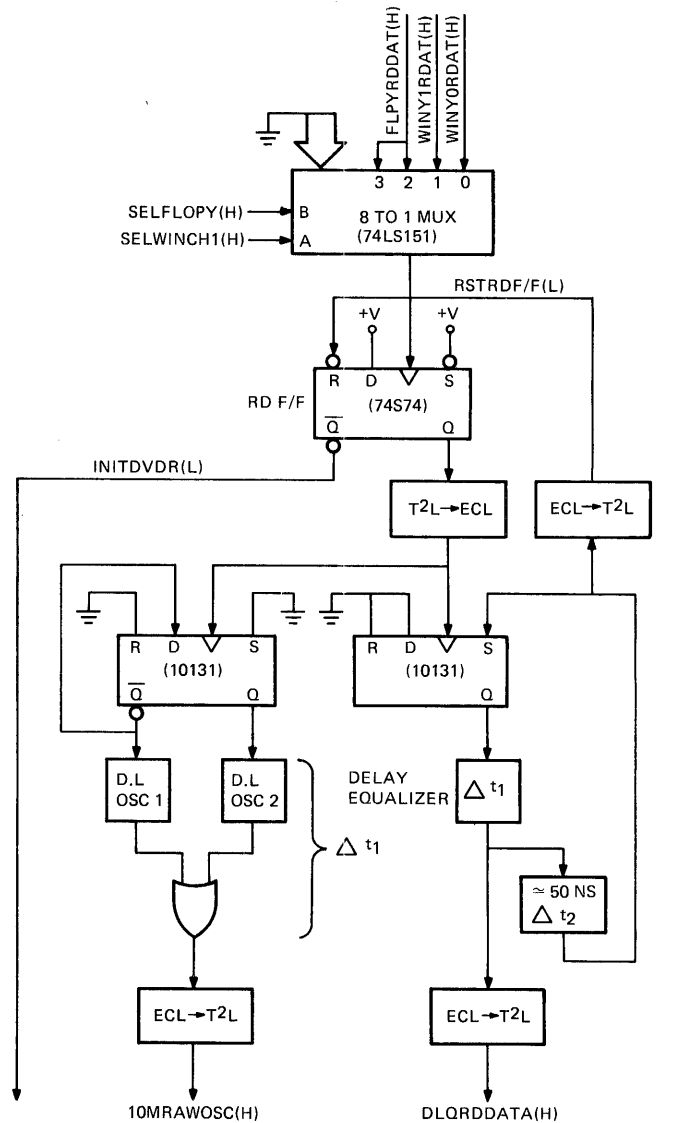 FLPYRDDAT(H)
WINY1RDAT(H)
WINY0RDAT(H)
3 2 1 0
SELFLOPY(H)
B
8 TO 1 MUX
SELWINCH1(H)
A
(74LS151)
RSTRDF/F(L)
+V +V
R D S
RD F/F
(74S74)
Q Q
INITDVDR(L)
T2L→ECL
ECL→T2L
R D S
(10131)
Q Q
R D S
(10131)
Q
D.L
OSC 1
D.L
OSC 2
△ t1
DELAY
EQUALIZER
△ t1
≃ 50 NS
△ t2
ECL→T2L
ECL→T2L
10MRAWOSC(H)
DLQRDDATA(H)